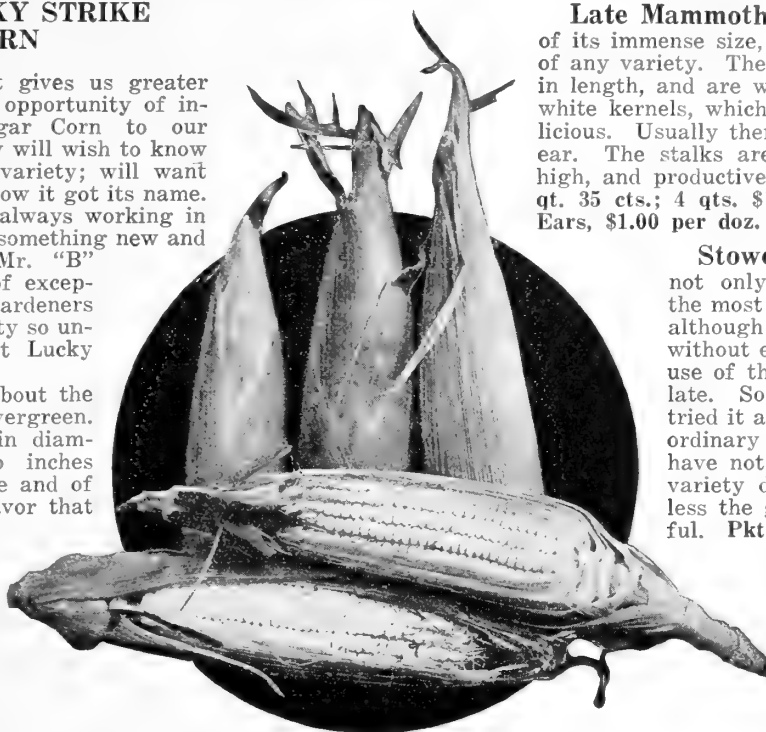 KY STRIKE
RN
t gives us greater
opportunity of in-
gar Corn to our
y will wish to know
variety; will want
ow it got its name.
always working in
something new and
Mr. “B”
of excep-
ardeners
ty so un-
t Lucky
bout the
vergreen.
in diam-
o inches
e and of
avor that
Late Mammoth
of its immense size,
of any variety. The
in length, and are w
white kernels, which
licious. Usually ther
ear. The stalks are
high, and productive
qt. 35 cts.; 4 qts. $
Ears, $1.00 per doz.
Stowe
not only
the most
although
without e
use of th
late. So
tried it a
ordinary
have not
variety o
less the g
ful. Pkt